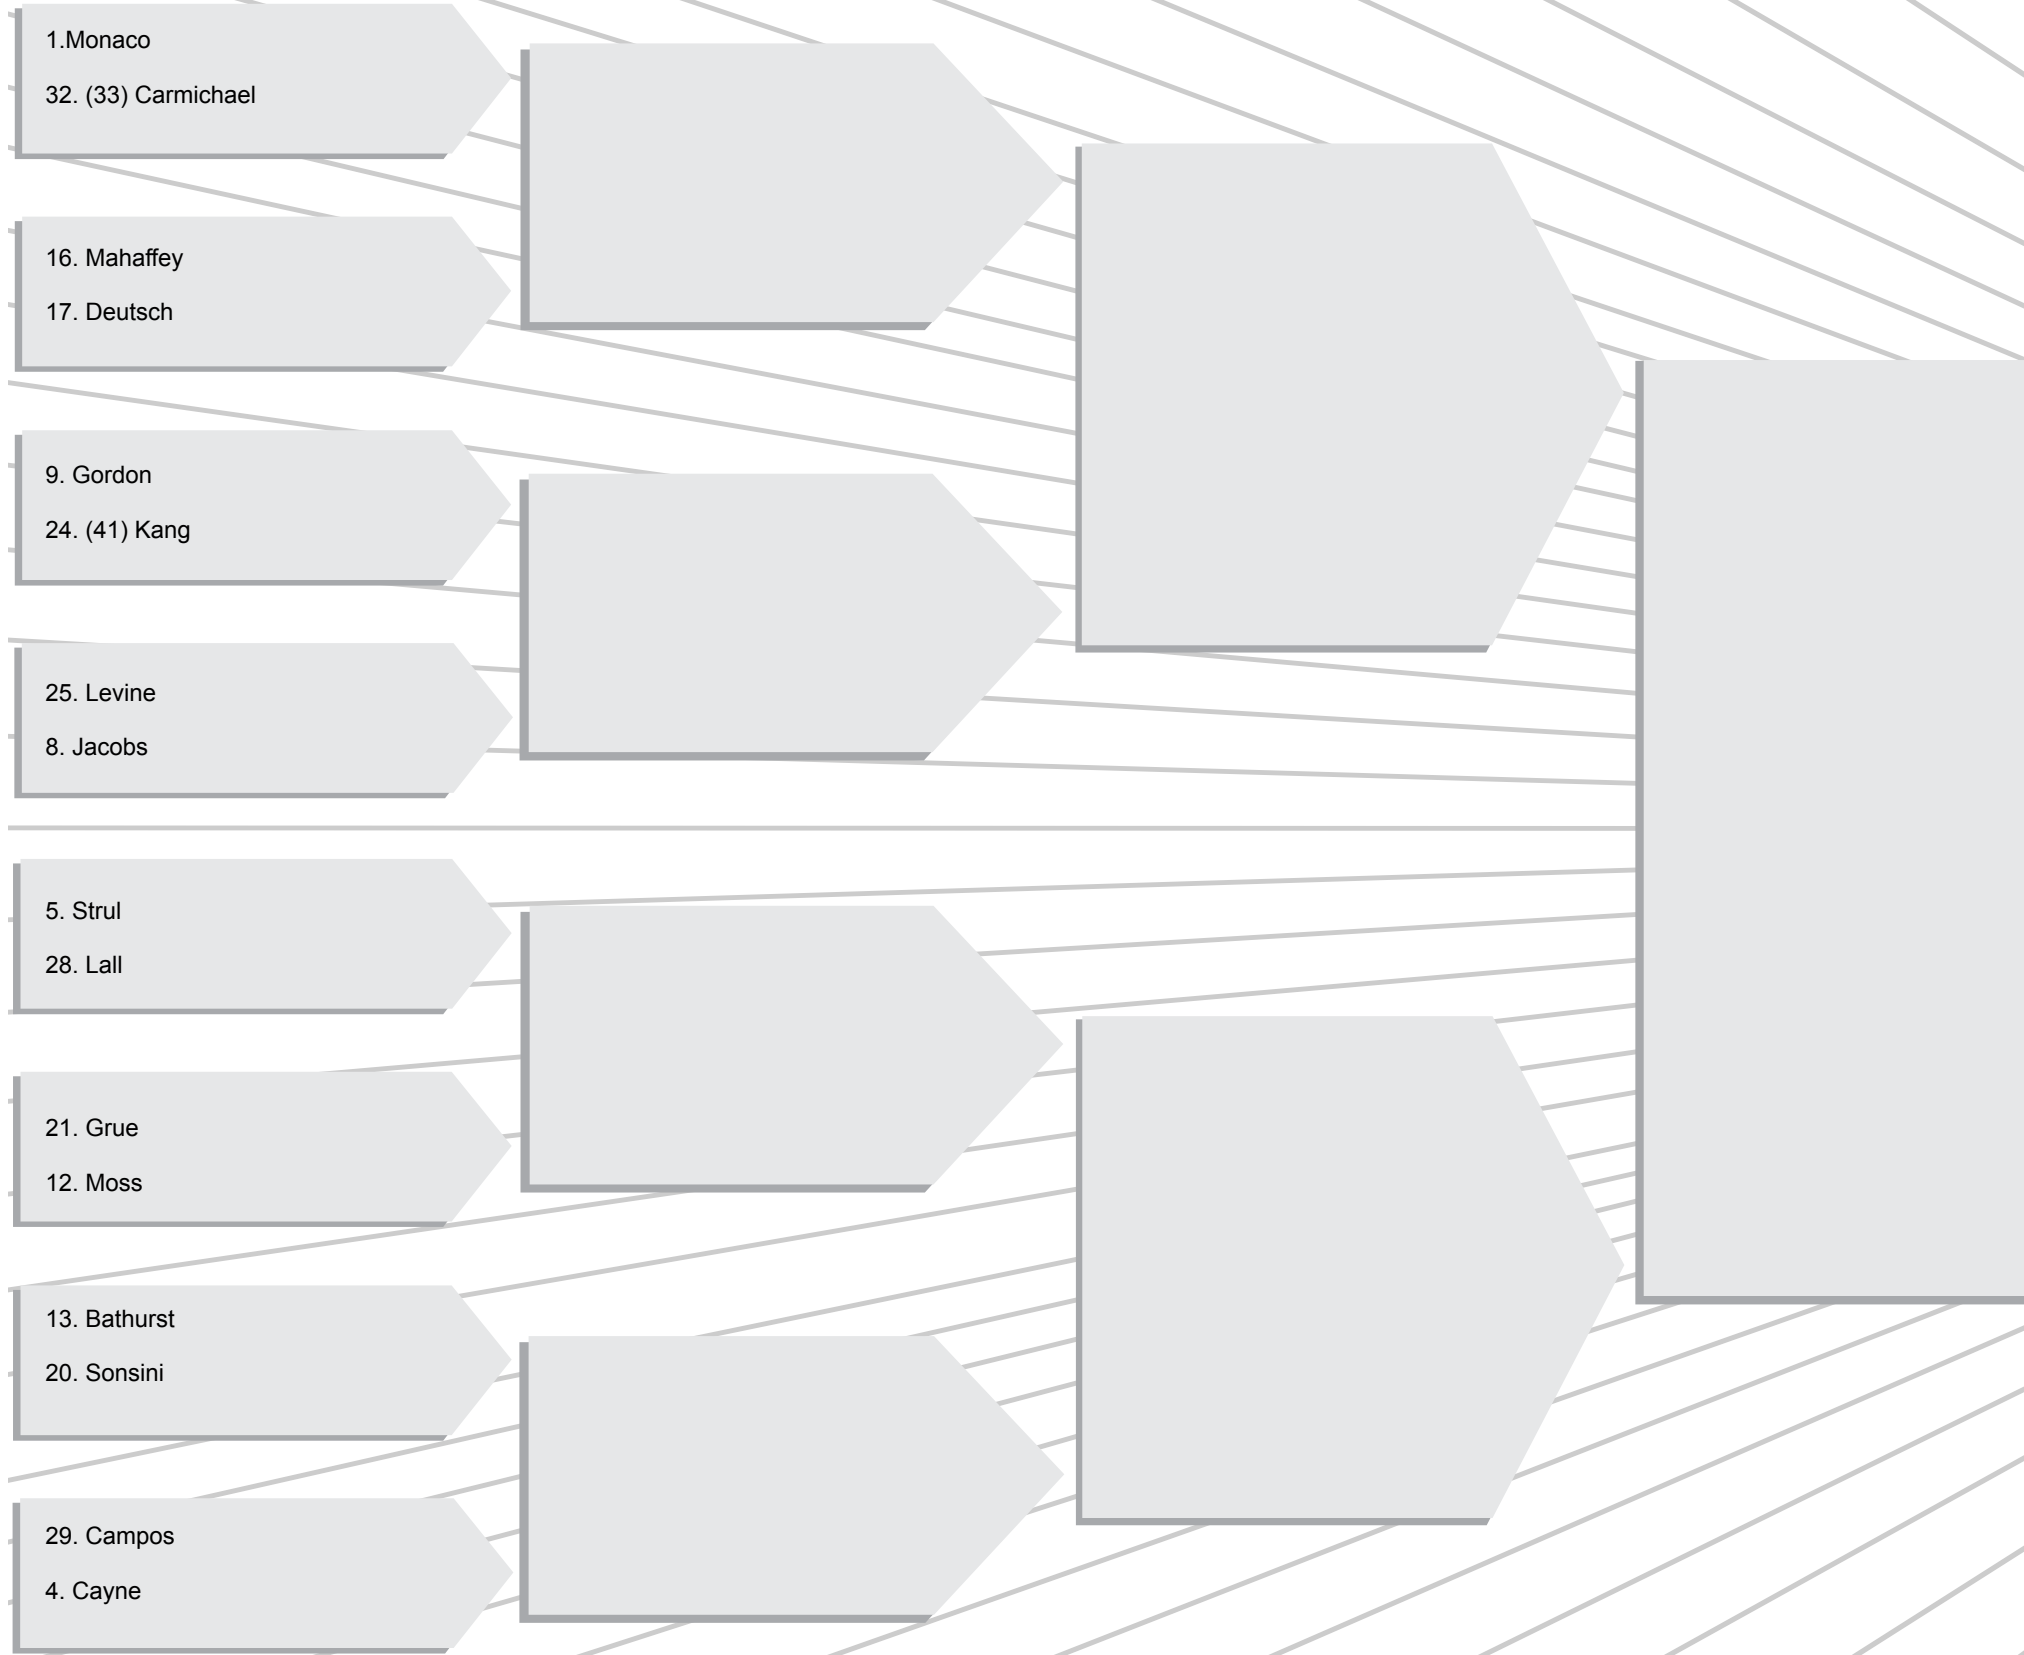 1.Monaco
32. (33) Carmichael
16. Mahaffey
17. Deutsch
9. Gordon
24. (41) Kang
25. Levine
8. Jacobs
5. Strul
28. Lall
21. Grue
12. Moss
13. Bathurst
20. Sonsini
29. Campos
4. Cayne